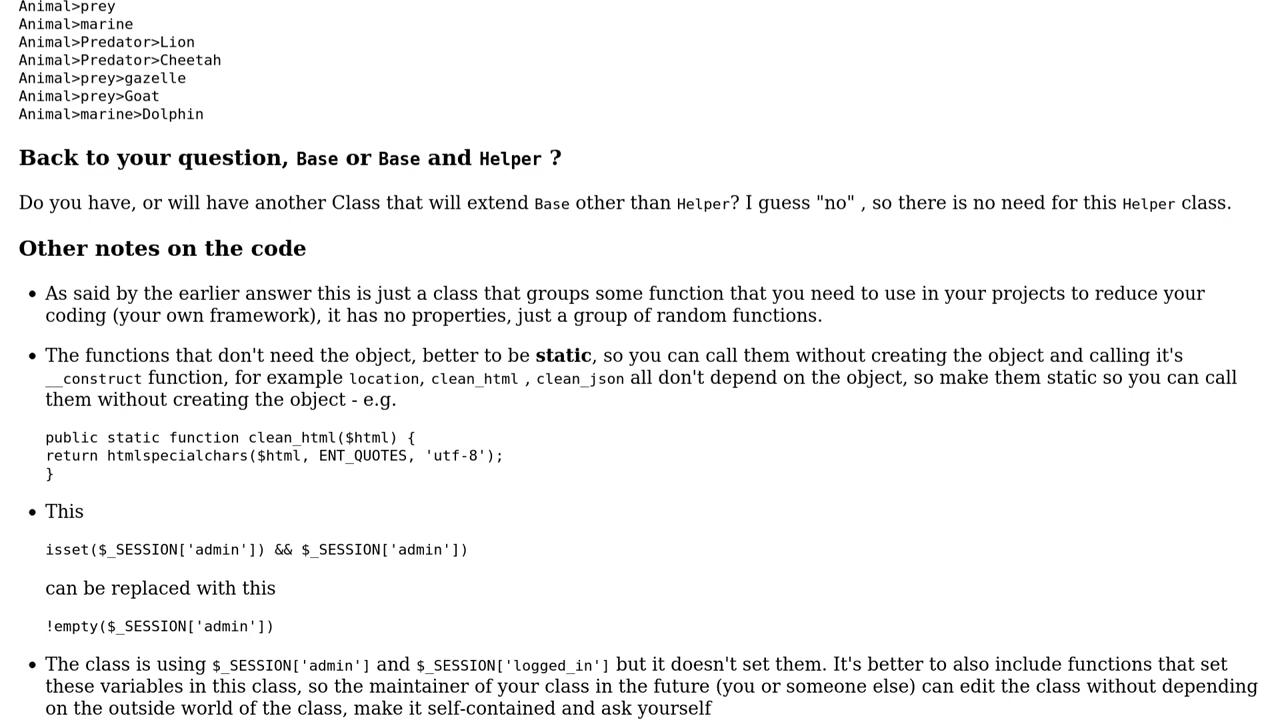 Animal>prey
Animal>marine
Animal>Predator>Lion
Animal>Predator>Cheetah
Animal>prey>gazelle
Animal>prey>Goat
Animal>marine>Dolphin
Back to your question, Base or Base and Helper ?
Do you have, or will have another Class that will extend Base other than Helper? I guess "no" , so there is no need for this Helper class.
Other notes on the code
• As said by the earlier answer this is just a class that groups some function that you need to use in your projects to reduce your
coding (your own framework), it has no properties, just a group of random functions.
• The functions that don't need the object, better to be static, so you can call them without creating the object and calling it's
__construct function, for example location, clean_html , clean_json all don't depend on the object, so make them static so you can call
them without creating the object - e.g.
public static function clean_html($html) {
return htmlspecialchars($html, ENT_QUOTES, 'utf-8');
}
• This
isset($_SESSION['admin']) && $_SESSION['admin'])
can be replaced with this
!empty($_SESSION['admin'])
• The class is using $_SESSION['admin'] and $_SESSION['logged_in'] but it doesn't set them. It's better to also include functions that set
these variables in this class, so the maintainer of your class in the future (you or someone else) can edit the class without depending
on the outside world of the class, make it self-contained and ask yourself